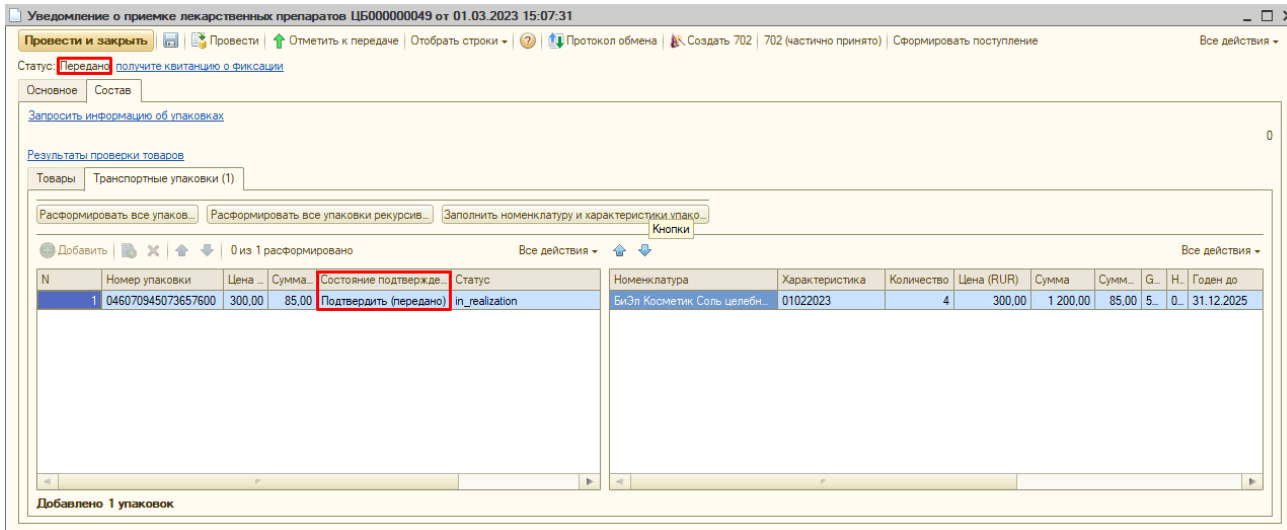 Уведомление о приемке лекарственных препаратов ЦБ000000049 от 01.03.2023 15:07:31
Провести и закрыть Провести Отметить к передаче Отобрать строки Протокол обмена Создать 702 702 (частично принято) Сформировать поступление Все действия
Статус: Передано получите квитанцию о фиксации
Основное Состав
Запросить информацию об упаковках
0
Результаты проверки товаров
Товары Транспортные упаковки (1)
Расформировать все упаков... Расформировать все упаковки рекурсив... Заполнить номенклатуру и характеристики упако...
Кнопки
Добавить 0 из 1 расформировано Все действия Все действия
N Номер упаковки Цена ... Сумма... Состояние подтвержде... Статус Номенклатура Характеристика Количество Цена (RUR) Сумма Сумм... G... Н... Годен до
1 046070945073657600 300,00 85,00 Подтвердить (передано) in_realization БиЭл Косметик Соль целебн... 01022023 4 300,00 1 200,00 85,00 5... 0... 31.12.2025
Добавлено 1 упаковок